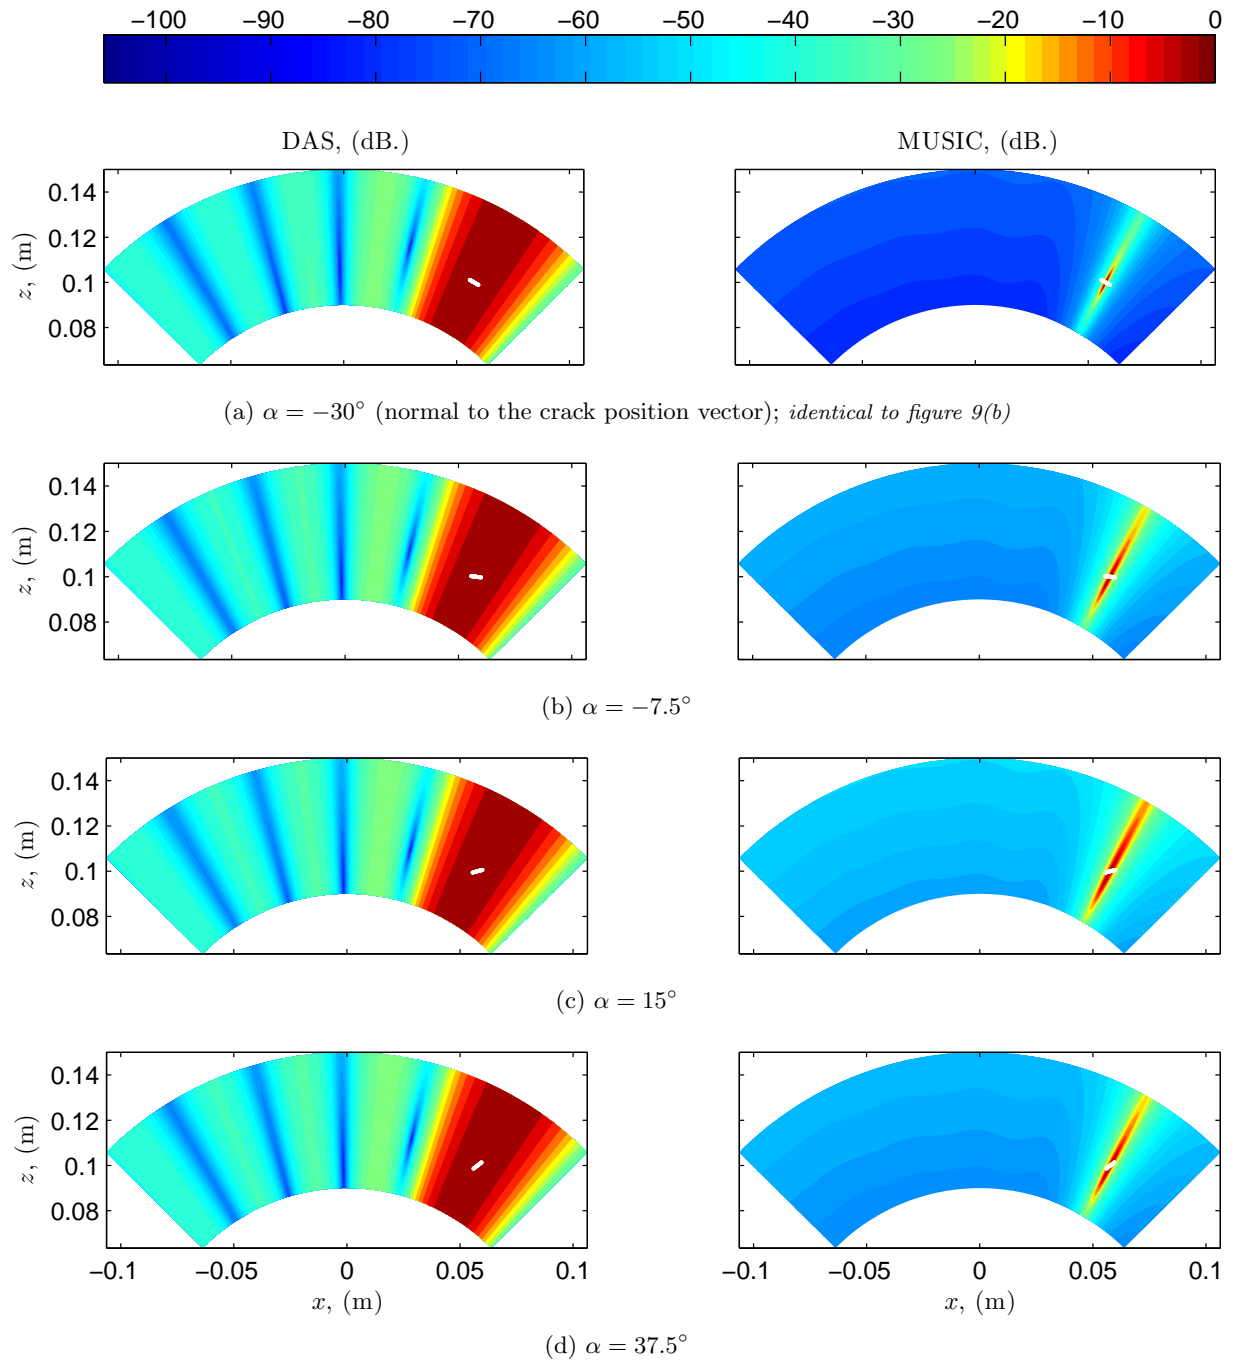 −100 −90 −80 −70 −60 −50 −40 −30 −20 −10 0
DAS, (dB.) MUSIC, (dB.)
0.14
0.12
0.1
0.08
z, (m)
(a) α = −30° (normal to the crack position vector); identical to figure 9(b)
0.14
0.12
0.1
0.08
z, (m)
(b) α = −7.5°
0.14
0.12
0.1
0.08
z, (m)
(c) α = 15°
0.14
0.12
0.1
0.08
z, (m)
−0.1 −0.05 0 0.05 0.1 −0.1 −0.05 0 0.05 0.1
x, (m) x, (m)
(d) α = 37.5°